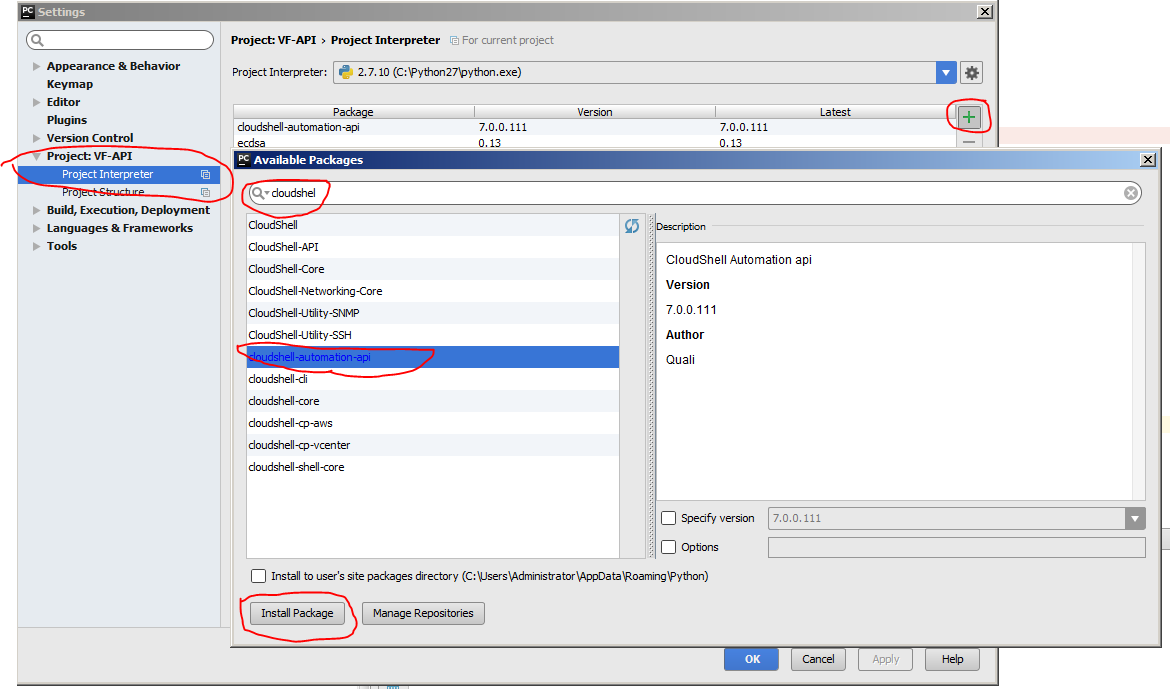 PC Settings
Project: VF-API › Project Interpreter For current project
Appearance & Behavior
Keymap
Editor
Plugins
Version Control
Project: VF-API
Project Interpreter
Project Structure
Build, Execution, Deployment
Languages & Frameworks
Tools
Project Interpreter: 2.7.10 (C:\Python27\python.exe)
Package Version Latest
cloudshell-automation-api 7.0.0.111 7.0.0.111
ecdsa 0.13 0.13
PC Available Packages
cloudshel
CloudShell
CloudShell-API
CloudShell-Core
CloudShell-Networking-Core
CloudShell-Utility-SNMP
CloudShell-Utility-SSH
cloudshell-automation-api
cloudshell-cli
cloudshell-core
cloudshell-cp-aws
cloudshell-cp-vcenter
cloudshell-shell-core
Description
CloudShell Automation api
Version
7.0.0.111
Author
Quali
Specify version 7.0.0.111
Options
Install to user's site packages directory (C:\Users\Administrator\AppData\Roaming\Python)
Install Package Manage Repositories
OK Cancel Apply Help